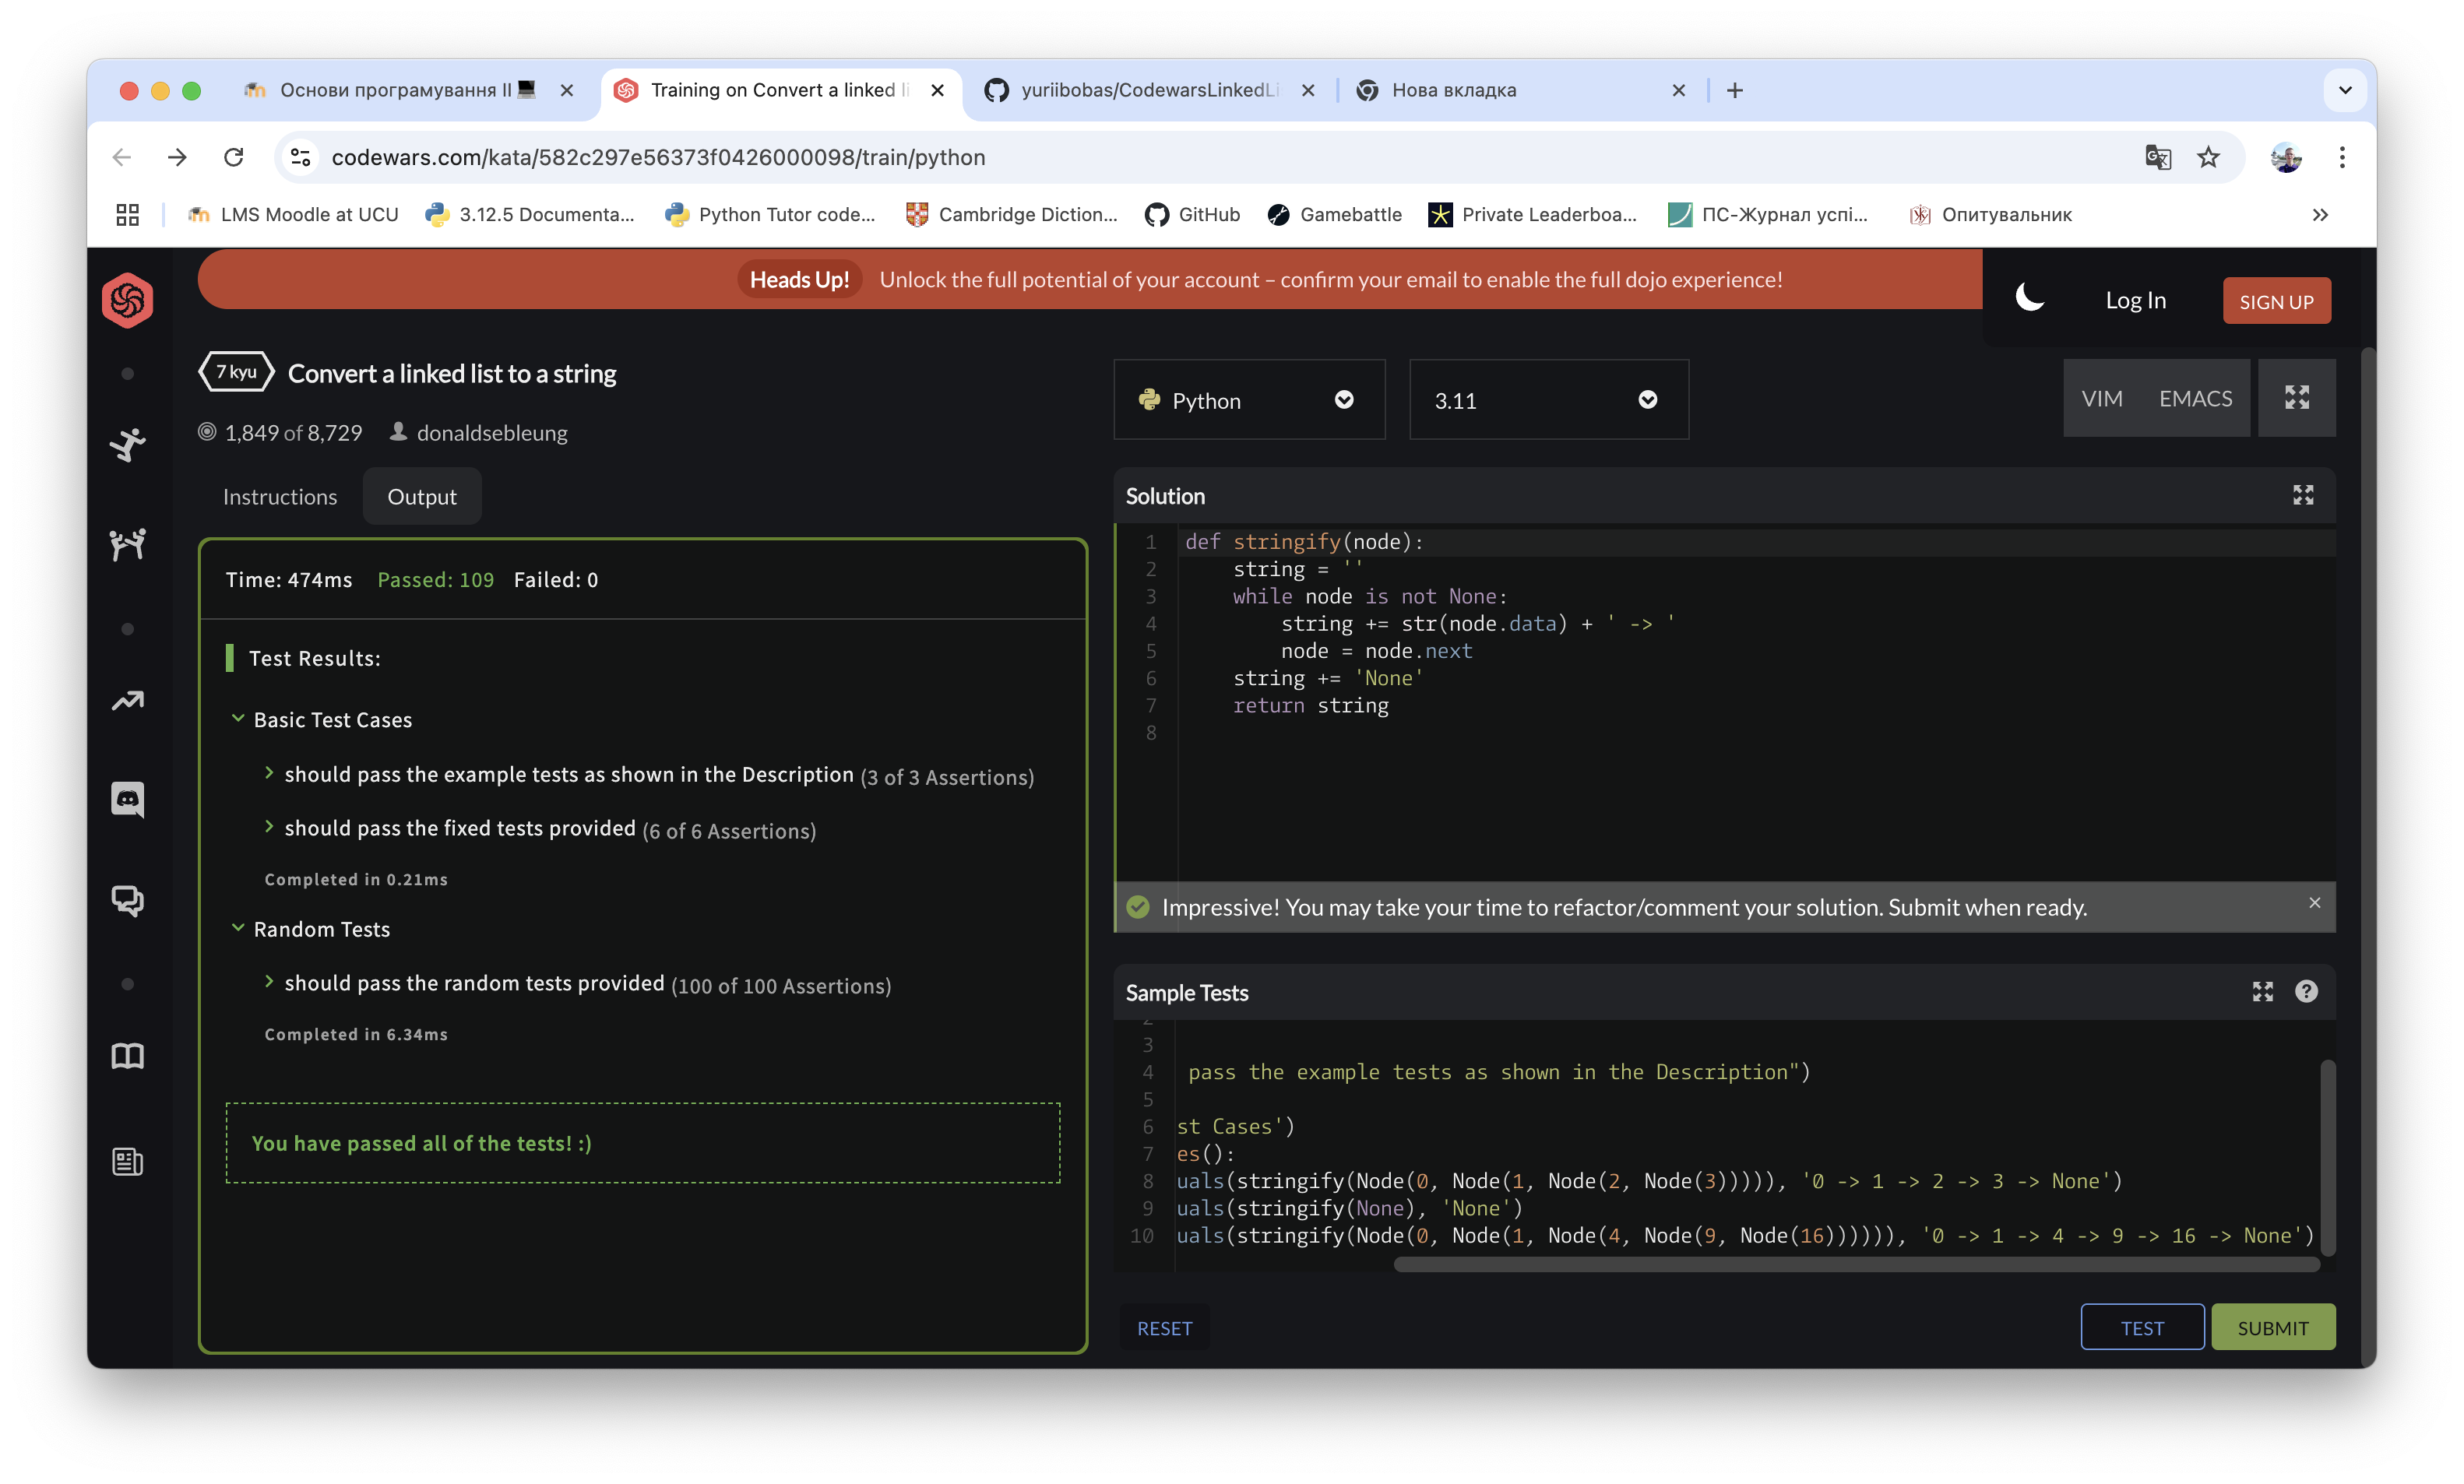 Основи програмування II
Training on Convert a linked li
yuriibobas/CodewarsLinkedLi
Нова вкладка
codewars.com/kata/582c297e56373f0426000098/train/python
LMS Moodle at UCU
3.12.5 Documenta...
Python Tutor code...
Cambridge Diction...
GitHub
Gamebattle
Private Leaderboa...
ПС-Журнал успі...
Опитувальник
Heads Up! Unlock the full potential of your account – confirm your email to enable the full dojo experience!
Log In
SIGN UP
7 kyu Convert a linked list to a string
1,849 of 8,729 donaldsebleung
Instructions Output
Time: 474ms Passed: 109 Failed: 0
Test Results:
Basic Test Cases
should pass the example tests as shown in the Description (3 of 3 Assertions)
should pass the fixed tests provided (6 of 6 Assertions)
Completed in 0.21ms
Random Tests
should pass the random tests provided (100 of 100 Assertions)
Completed in 6.34ms
You have passed all of the tests! :)
Python
3.11
VIM EMACS
Solution
1 def stringify(node):
2 string = ''
3 while node is not None:
4 string += str(node.data) + ' -> '
5 node = node.next
6 string += 'None'
7 return string
8
Impressive! You may take your time to refactor/comment your solution. Submit when ready.
Sample Tests
2
3
4 pass the example tests as shown in the Description")
5
6 st Cases')
7 es():
8 uals(stringify(Node(0, Node(1, Node(2, Node(3))))), '0 -> 1 -> 2 -> 3 -> None')
9 uals(stringify(None), 'None')
10 uals(stringify(Node(0, Node(1, Node(4, Node(9, Node(16)))))), '0 -> 1 -> 4 -> 9 -> 16 -> None')
RESET
TEST
SUBMIT